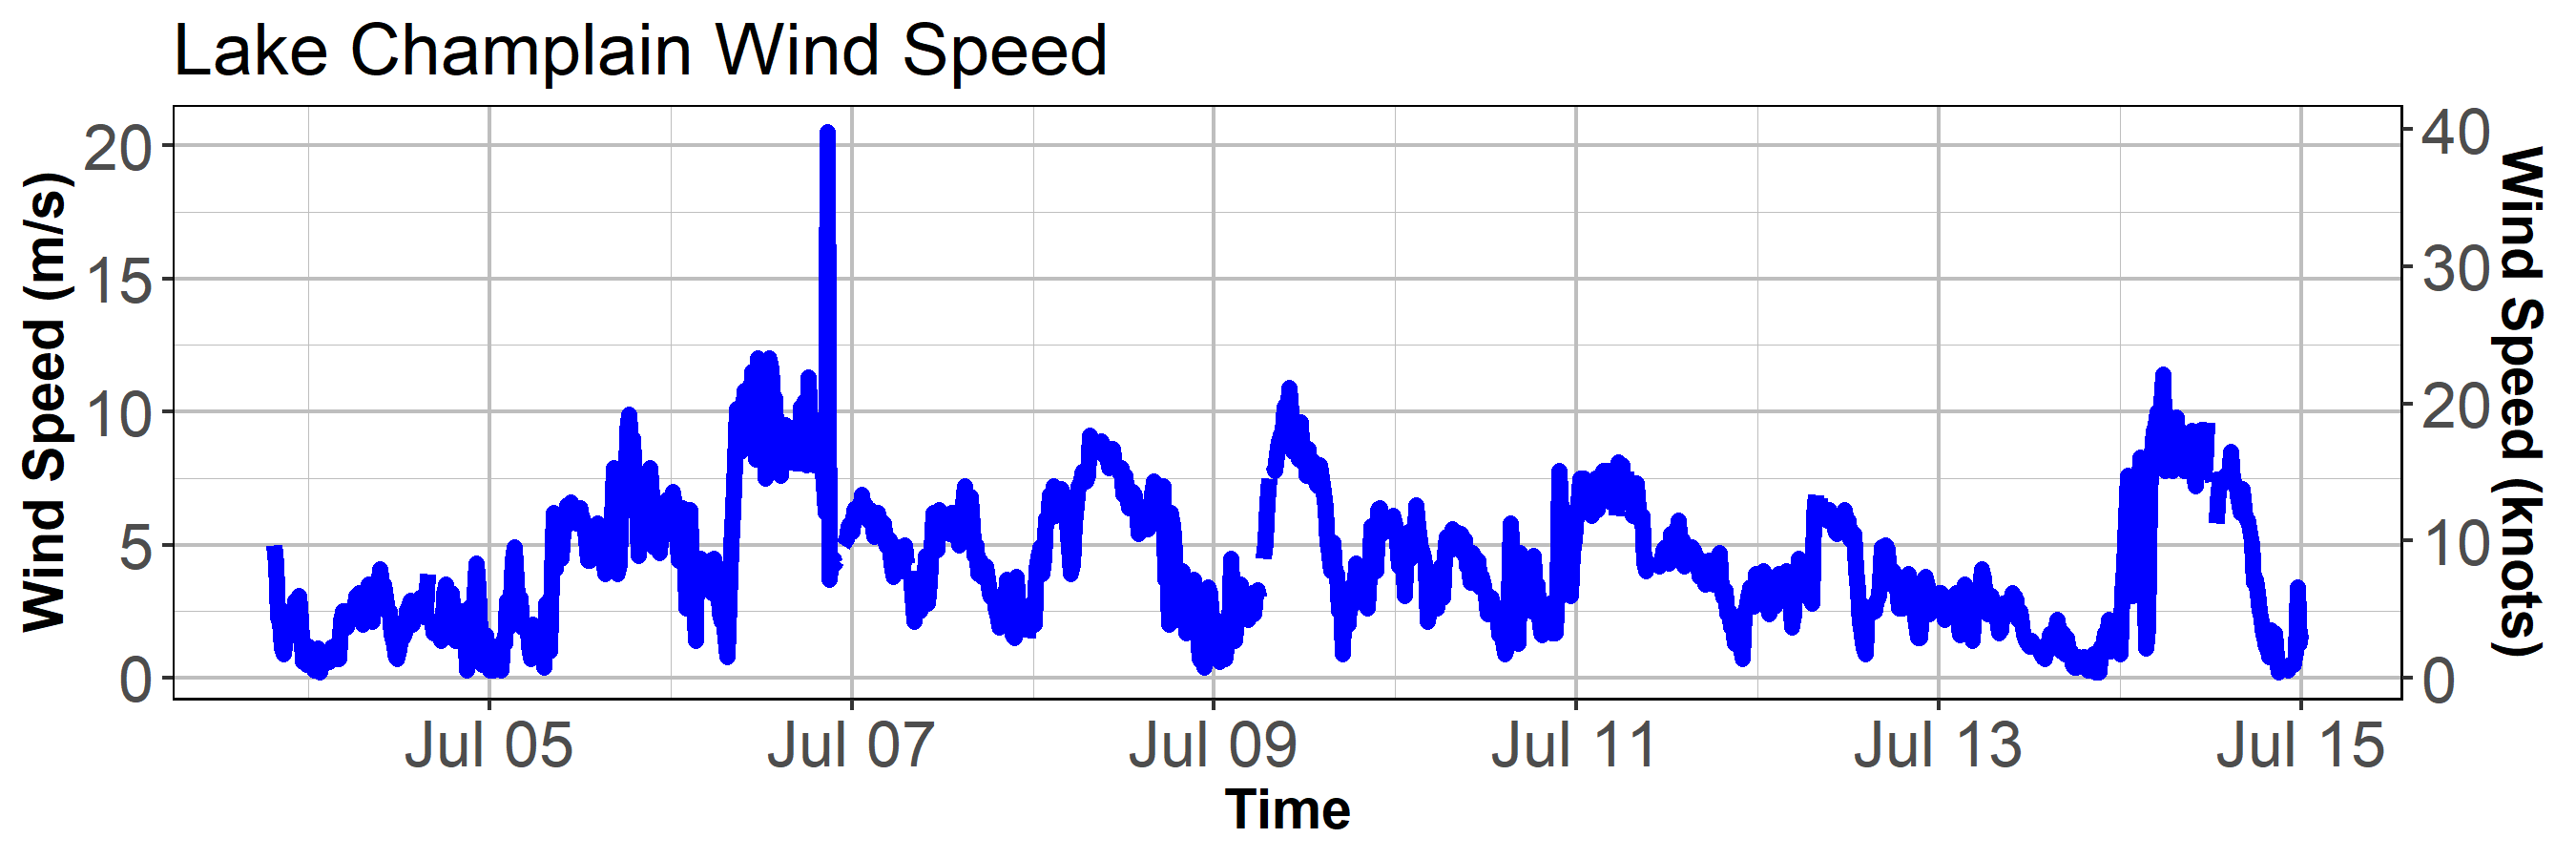 Lake Champlain Wind Speed
Wind Speed (m/s)
20
15
10
5
0
40
30
20
10
0
Wind Speed (knots)
Jul 05 Jul 07 Jul 09 Jul 11 Jul 13 Jul 15
Time